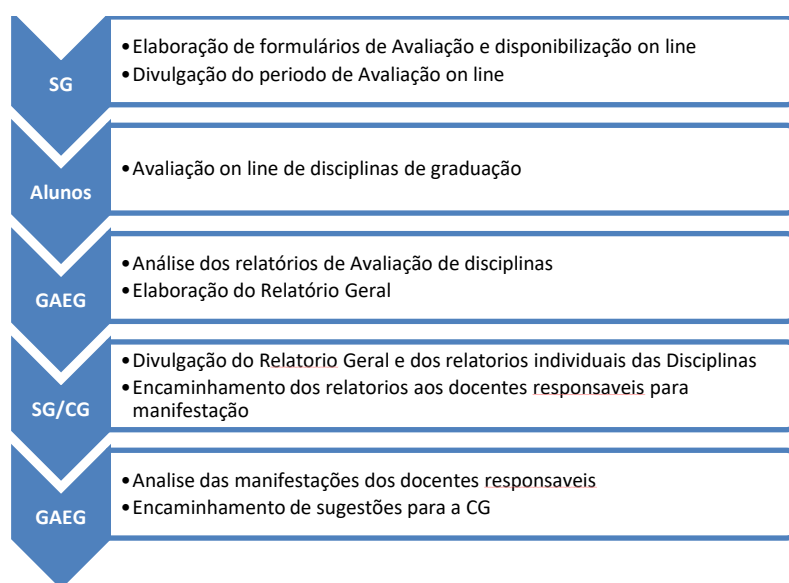 SG
•Elaboração de formulários de Avaliação e disponibilização on line
•Divulgação do periodo de Avaliação on line
Alunos
•Avaliação on line de disciplinas de graduação
GAEG
•Análise dos relatórios de Avaliação de disciplinas
•Elaboração do Relatório Geral
SG/CG
•Divulgação do Relatorio Geral e dos relatorios individuais das Disciplinas
•Encaminhamento dos relatorios aos docentes responsaveis para
manifestação
GAEG
•Analise das manifestações dos docentes responsaveis
•Encaminhamento de sugestões para a CG